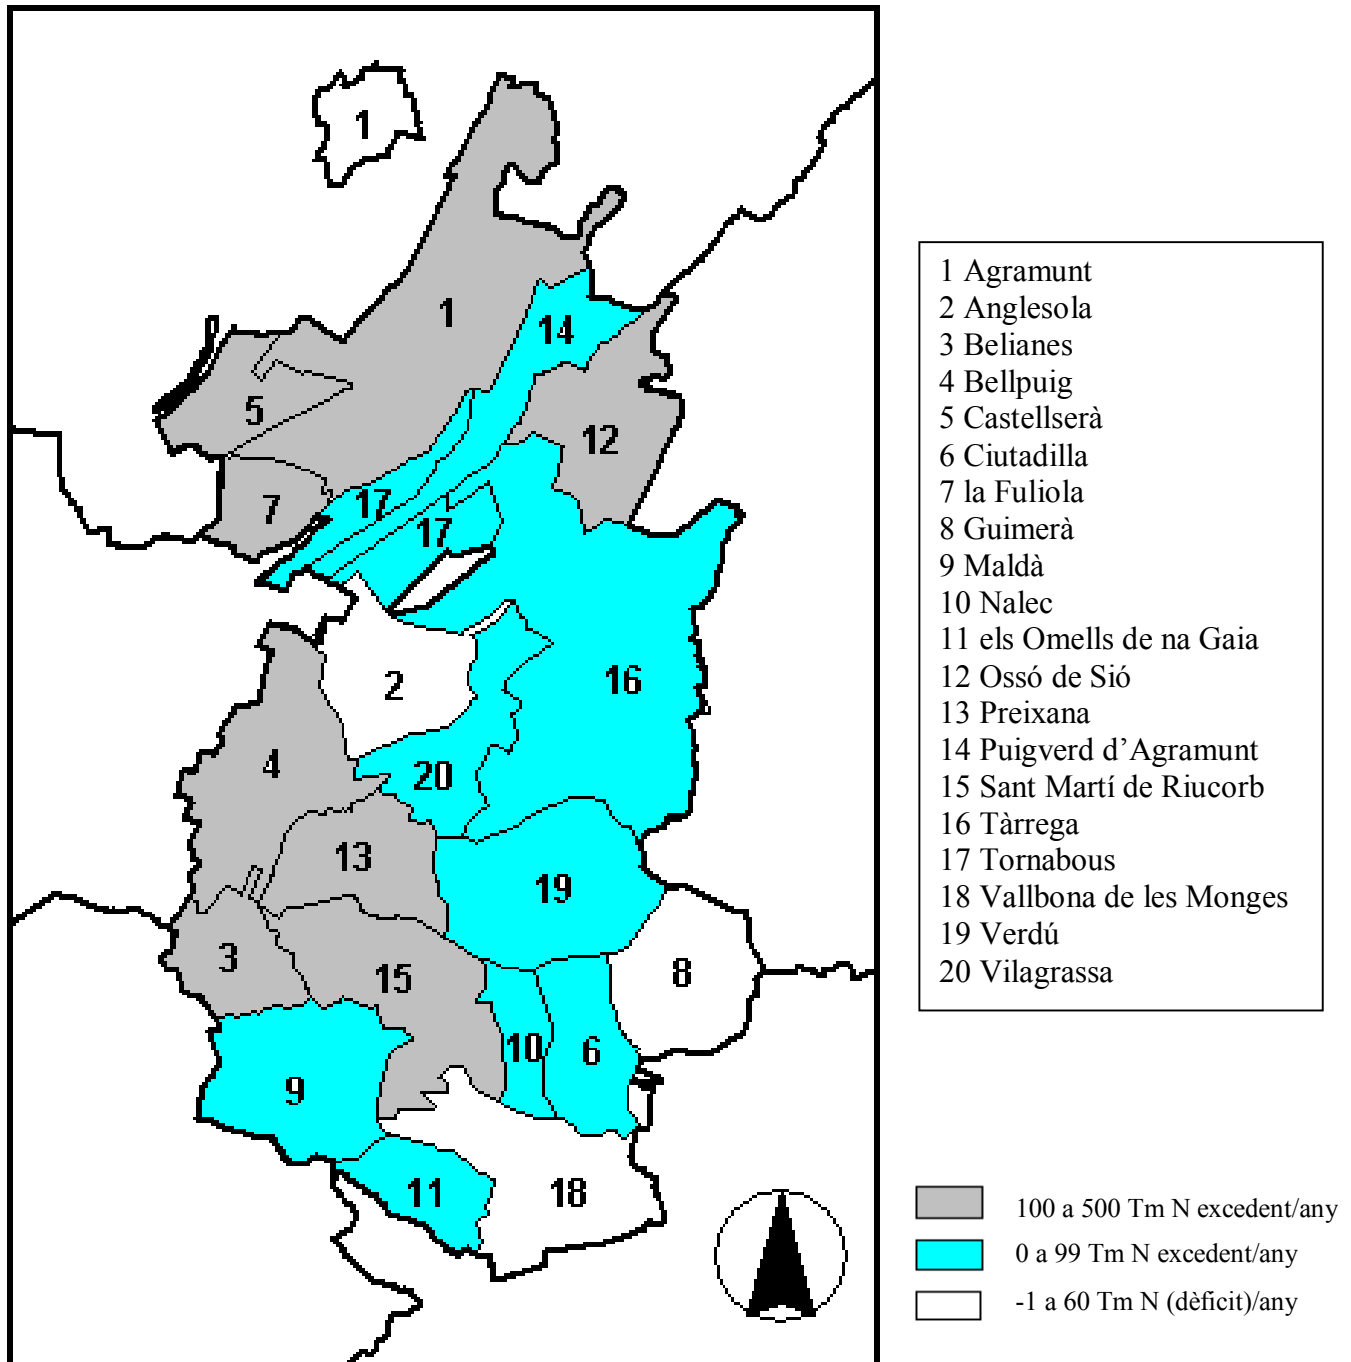 1
1
14
5
12
7
17
17
2
16
4
20
13
19
3
15
8
10
6
9
11
18
1 Agramunt
2 Anglesola
3 Belianes
4 Bellpuig
5 Castellserà
6 Ciutadilla
7 la Fuliola
8 Guimerà
9 Maldà
10 Nalec
11 els Omells de na Gaia
12 Ossó de Sió
13 Preixana
14 Puigverd d’Agramunt
15 Sant Martí de Riucorb
16 Tàrrega
17 Tornabous
18 Vallbona de les Monges
19 Verdú
20 Vilagrassa
100 a 500 Tm N excedent/any
0 a 99 Tm N excedent/any
-1 a 60 Tm N (dèficit)/any